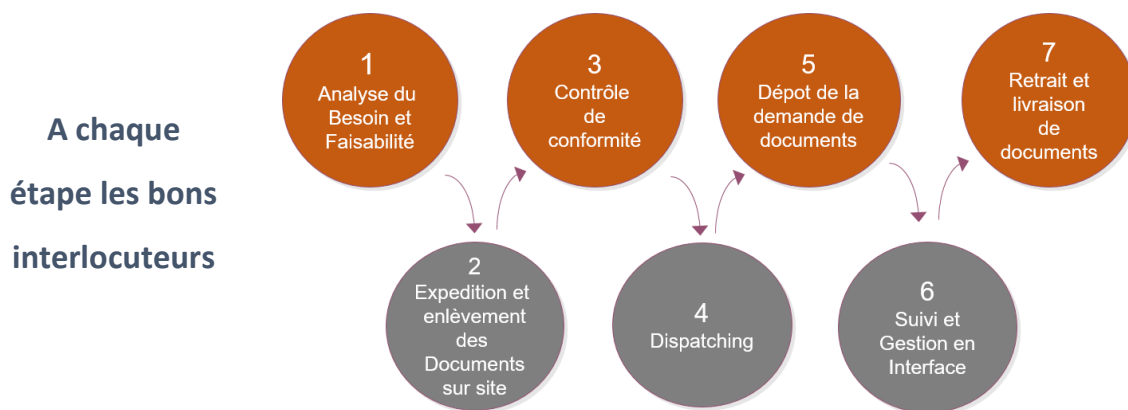 A chaque
étape les bons
interlocuteurs
1
Analyse du
Besoin et
Faisabilité
2
Expedition et
enlèvement
des
Documents
sur site
3
Contrôle
de
conformité
4
Dispatching
5
Dépot de la
demande de
documents
6
Suivi et
Gestion en
Interface
7
Retrait et
livraison
de
documents